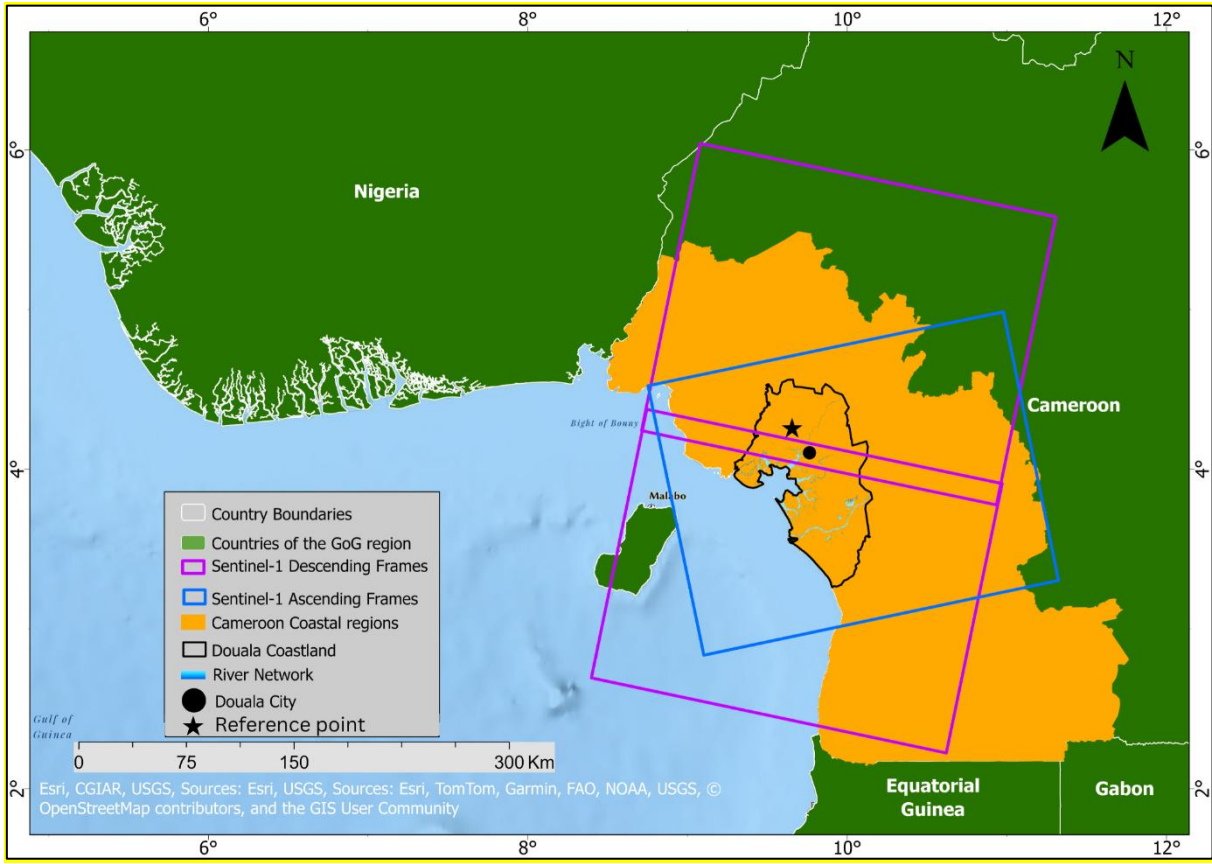 6°
8°
10°
12°
N
6°
6°
Nigeria
Cameroon
Bight of Bonny
4°
4°
Malabo
Country Boundaries
Countries of the GoG region
Sentinel-1 Descending Frames
Sentinel-1 Ascending Frames
Cameroon Coastal regions
Douala Coastland
River Network
Douala City
Reference point
Gulf of
Guinea
0
75
150
300 Km
Esri, CGIAR, USGS, Sources: Esri, USGS, Sources: Esri, TomTom, Garmin, FAO, NOAA, USGS, ©
OpenStreetMap contributors, and the GIS User Community
Equatorial
Guinea
Gabon
2°
2°
6°
8°
10°
12°